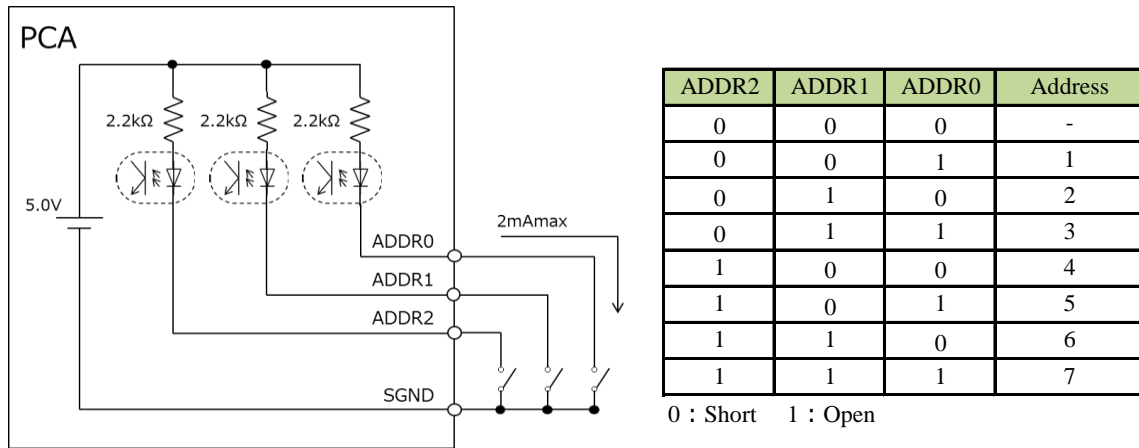 PCA
2.2kΩ 2.2kΩ 2.2kΩ
5.0V
ADDR0
2mAmax
ADDR1
ADDR2
SGND
ADDR2 ADDR1 ADDR0 Address
0 0 0 -
0 0 1 1
0 1 0 2
0 1 1 3
1 0 0 4
1 0 1 5
1 1 0 6
1 1 1 7
0：Short 1：Open